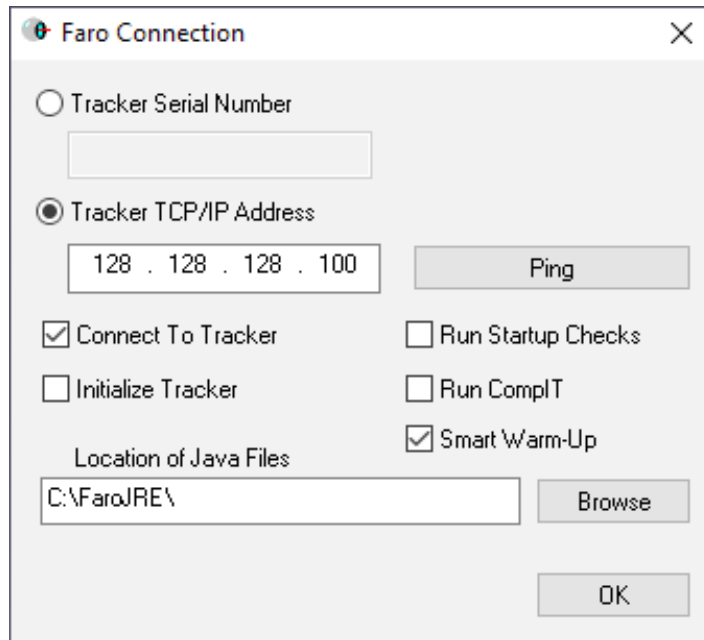 Faro Connection
Tracker Serial Number
Tracker TCP/IP Address
128 . 128 . 128 . 100
Ping
Connect To Tracker
Run Startup Checks
Initialize Tracker
Run CompIT
Smart Warm-Up
Location of Java Files
C:\FaroJRE\
Browse
OK